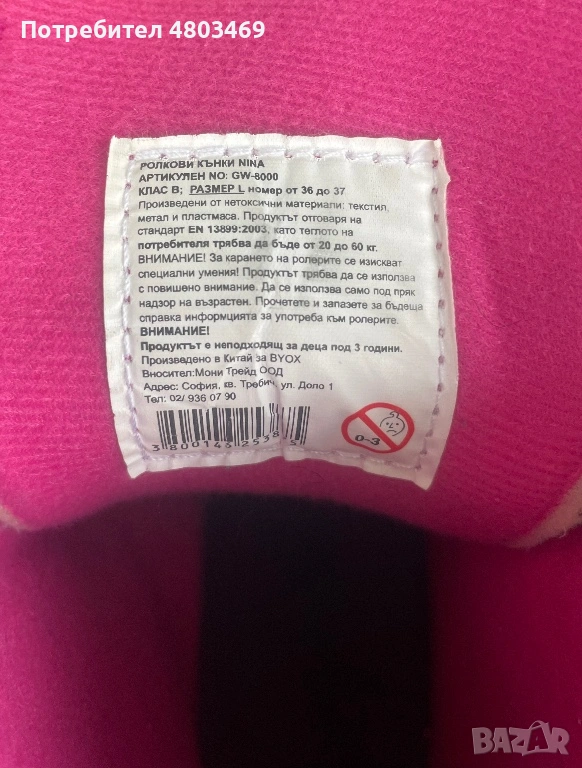 Потребител 4803469
РОЛКОВИ КЪНКИ NINA
АРТИКУЛЕН NO: GW-8000
КЛАС B; РАЗМЕР L номер от 36 до 37
Произведени от нетоксични материали: текстил,
метал и пластмаса. Продуктът отговаря на
стандарт EN 13899:2003, като теглото на
потребителя трябва да бъде от 20 до 60 кг.
ВНИМАНИЕ! За карането на ролерите се изискват
специални умения! Продуктът трябва да се използва
с повишено внимание. Да се използва само под пряк
надзор на възрастен. Прочетете и запазете за бъдеща
справка информцията за употреба към ролерите.
ВНИМАНИЕ!
Продуктът е неподходящ за деца под 3 години.
Произведено в Китай за BYOX
Вносител:Мони Трейд ООД
Адрес: София, кв. Требич, ул. Доло 1
Тел: 02/ 936 07 90
3 800143 25385
0-3
BAZAR